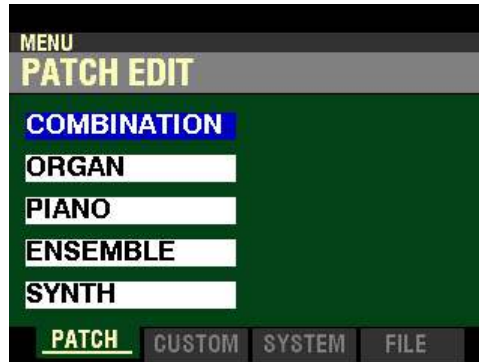 MENU
PATCH EDIT
COMBINATION
ORGAN
PIANO
ENSEMBLE
SYNTH
PATCH CUSTOM SYSTEM FILE